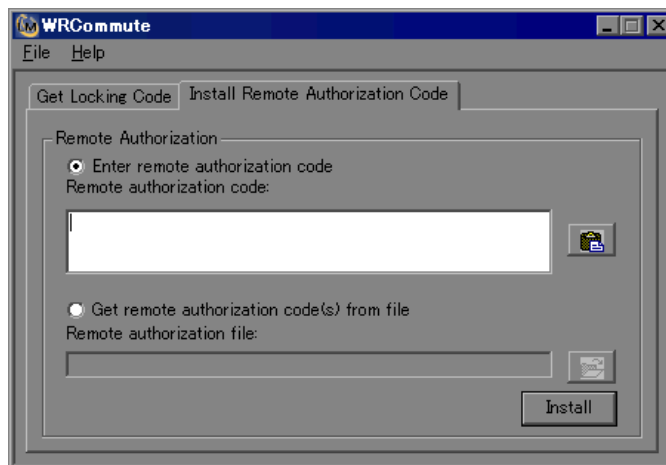 LM WRCommute
File Help
Get Locking Code Install Remote Authorization Code
Remote Authorization
Enter remote authorization code
Remote authorization code:
Get remote authorization code(s) from file
Remote authorization file:
Install